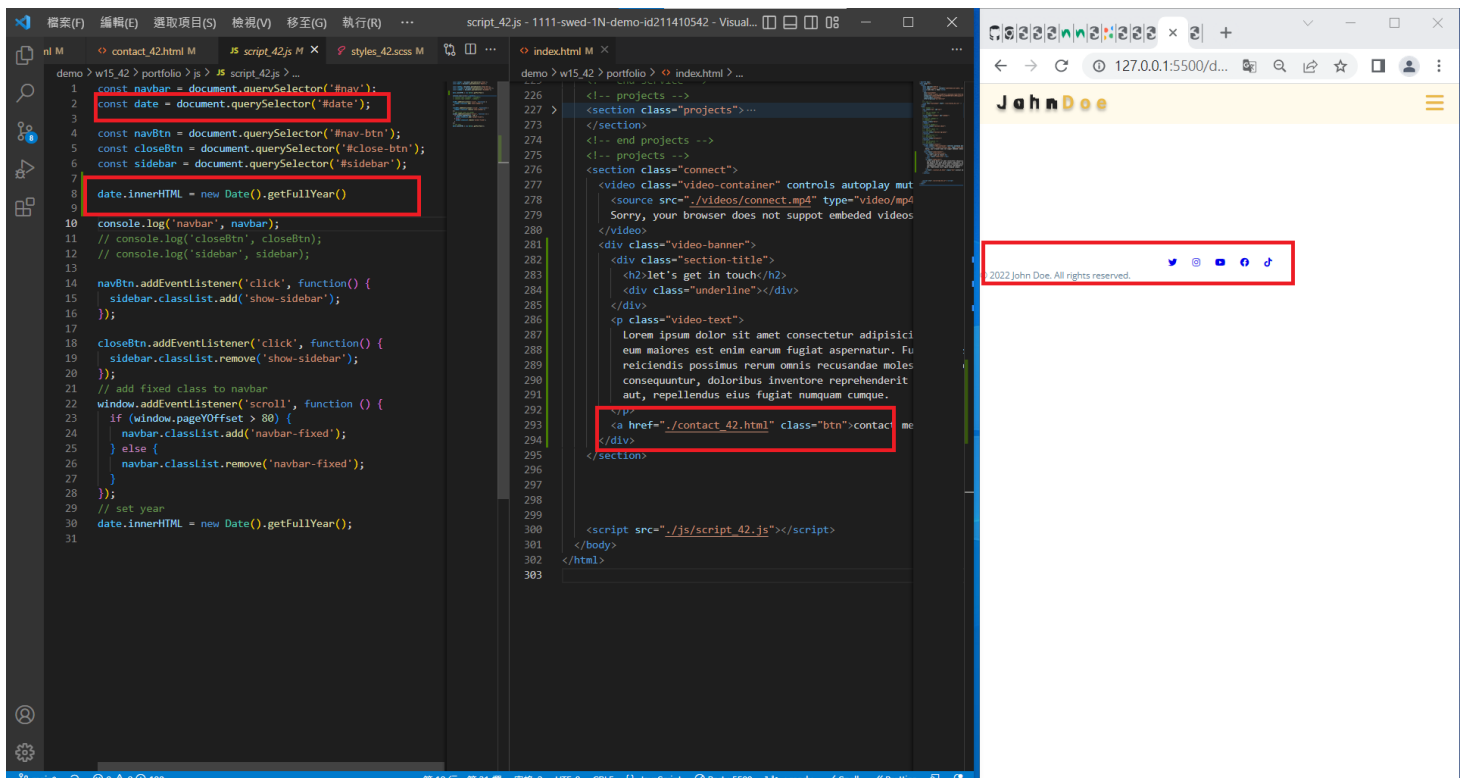 檔案(F) 編輯(E) 選取項目(S) 檢視(V) 移至(G) 執行(R) ··· script_42.js - 1111-swed-1N-demo-id211410542 - Visual...
nl M <> contact_42.html M JS script_42.js M styles_42.scss M ···
demo > w15_42 > portfolio > js > JS script_42.js > ...
1 const navbar = document.querySelector('#nav');
2 const date = document.querySelector('#date');
3
4 const navBtn = document.querySelector('#nav-btn');
5 const closeBtn = document.querySelector('#close-btn');
6 const sidebar = document.querySelector('#sidebar');
7
8 date.innerHTML = new Date().getFullYear()
9
10 console.log('navbar', navbar);
11 // console.log('closeBtn', closeBtn);
12 // console.log('sidebar', sidebar);
13
14 navBtn.addEventListener('click', function() {
15 sidebar.classList.add('show-sidebar');
16 });
17
18 closeBtn.addEventListener('click', function() {
19 sidebar.classList.remove('show-sidebar');
20 });
21 // add fixed class to navbar
22 window.addEventListener('scroll', function () {
23 if (window.pageYOffset > 80) {
24 navbar.classList.add('navbar-fixed');
25 } else {
26 navbar.classList.remove('navbar-fixed');
27 }
28 });
29 // set year
30 date.innerHTML = new Date().getFullYear();
31
8
<> index.html M ···
demo > w15_42 > portfolio > <> index.html > ...
226 <!-- projects -->
227 <section class="projects">···
273 </section>
274 <!-- end projects -->
275 <!-- projects -->
276 <section class="connect">
277 <video class="video-container" controls autoplay mut
278 <source src="./videos/connect.mp4" type="video/mp4
279 Sorry, your browser does not suppot embeded videos
280 </video>
281 <div class="video-banner">
282 <div class="section-title">
283 <h2>let's get in touch</h2>
284 <div class="underline"></div>
285 </div>
286 <p class="video-text">
287 Lorem ipsum dolor sit amet consectetur adipisici
288 eum maiores est enim earum fugiat aspernatur. Fu
289 reiciendis possimus rerum omnis recusandae moles
290 consequuntur, doloribus inventore reprehenderit
291 aut, repellendus eius fugiat numquam cumque.
292 </p>
293 <a href="./contact_42.html" class="btn">contact me
294 </div>
295 </section>
296
297
298
299
300 <script src="./js/script_42.js"></script>
301 </body>
302 </html>
303
127.0.0.1:5500/d...
JohnDoe
© 2022 John Doe. All rights reserved.